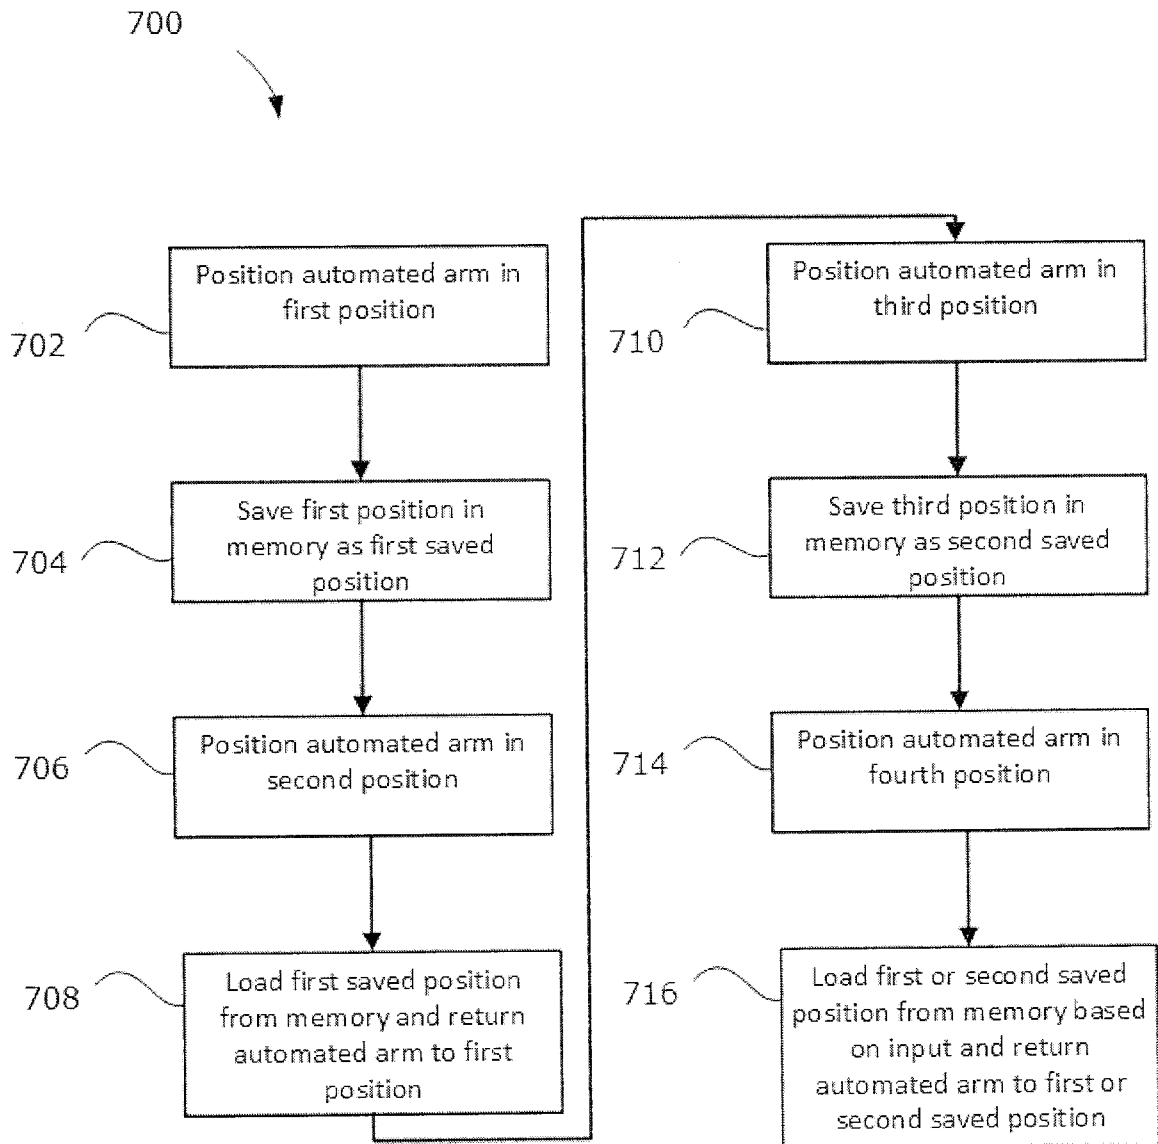 700
702
Position automated arm in
first position
704
Save first position in
memory as first saved
position
706
Position automated arm in
second position
708
Load first saved position
from memory and return
automated arm to first
position
710
Position automated arm in
third position
712
Save third position in
memory as second saved
position
714
Position automated arm in
fourth position
716
Load first or second saved
position from memory based
on input and return
automated arm to first or
second saved position